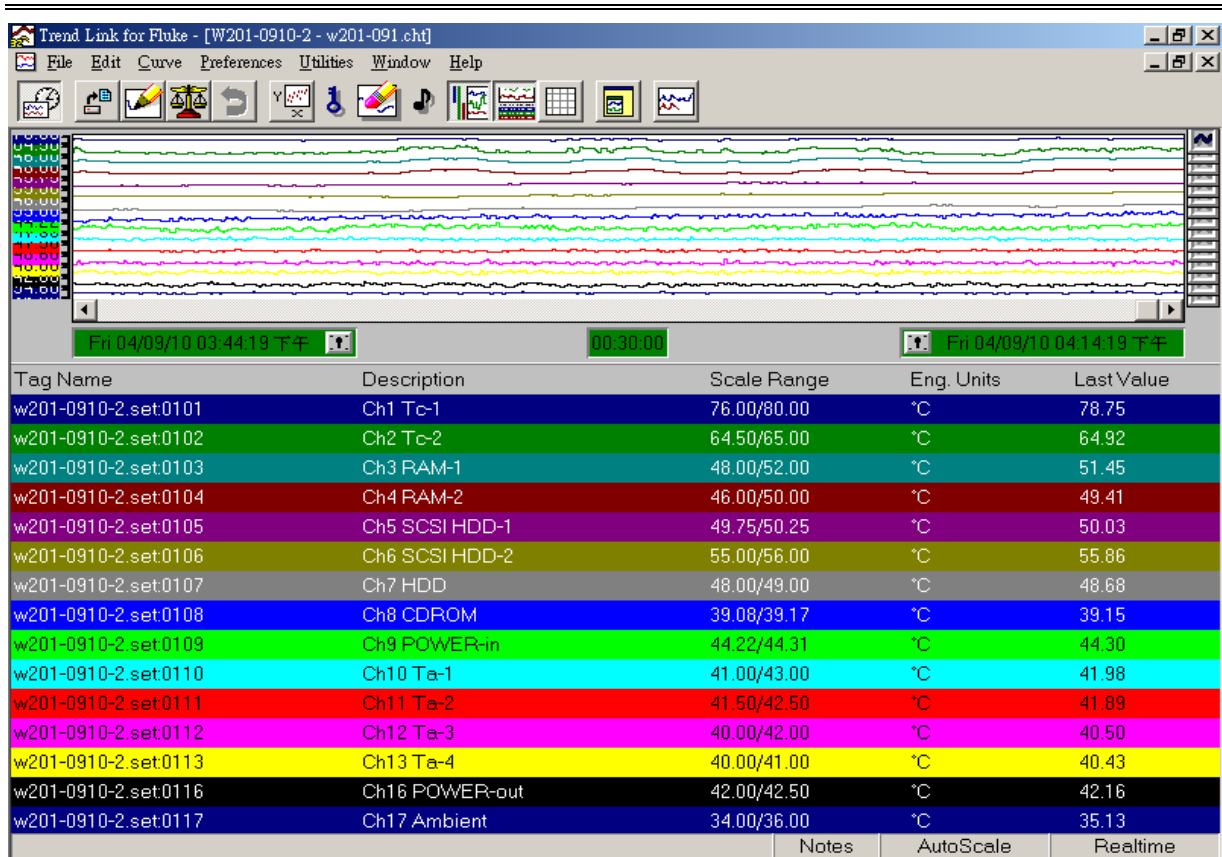 Trend Link for Fluke - [W201-0910-2 - w201-091.cht]
File Edit Curve Preferences Utilities Window Help
Fri 04/09/10 03:44:19 下午 00:30:00 Fri 04/09/10 04:14:19 下午
Tag Name Description Scale Range Eng. Units Last Value
w201-0910-2.set:0101 Ch1 Tc-1 76.00/80.00 °C 78.75
w201-0910-2.set:0102 Ch2 Tc-2 64.50/65.00 °C 64.92
w201-0910-2.set:0103 Ch3 RAM-1 48.00/52.00 °C 51.45
w201-0910-2.set:0104 Ch4 RAM-2 46.00/50.00 °C 49.41
w201-0910-2.set:0105 Ch5 SCSI HDD-1 49.75/50.25 °C 50.03
w201-0910-2.set:0106 Ch6 SCSI HDD-2 55.00/56.00 °C 55.86
w201-0910-2.set:0107 Ch7 HDD 48.00/49.00 °C 48.68
w201-0910-2.set:0108 Ch8 CDROM 39.08/39.17 °C 39.15
w201-0910-2.set:0109 Ch9 POWER-in 44.22/44.31 °C 44.30
w201-0910-2.set:0110 Ch10 Ta-1 41.00/43.00 °C 41.98
w201-0910-2.set:0111 Ch11 Ta-2 41.50/42.50 °C 41.89
w201-0910-2.set:0112 Ch12 Ta-3 40.00/42.00 °C 40.50
w201-0910-2.set:0113 Ch13 Ta-4 40.00/41.00 °C 40.43
w201-0910-2.set:0116 Ch16 POWER-out 42.00/42.50 °C 42.16
w201-0910-2.set:0117 Ch17 Ambient 34.00/36.00 °C 35.13
Notes AutoScale Realtime